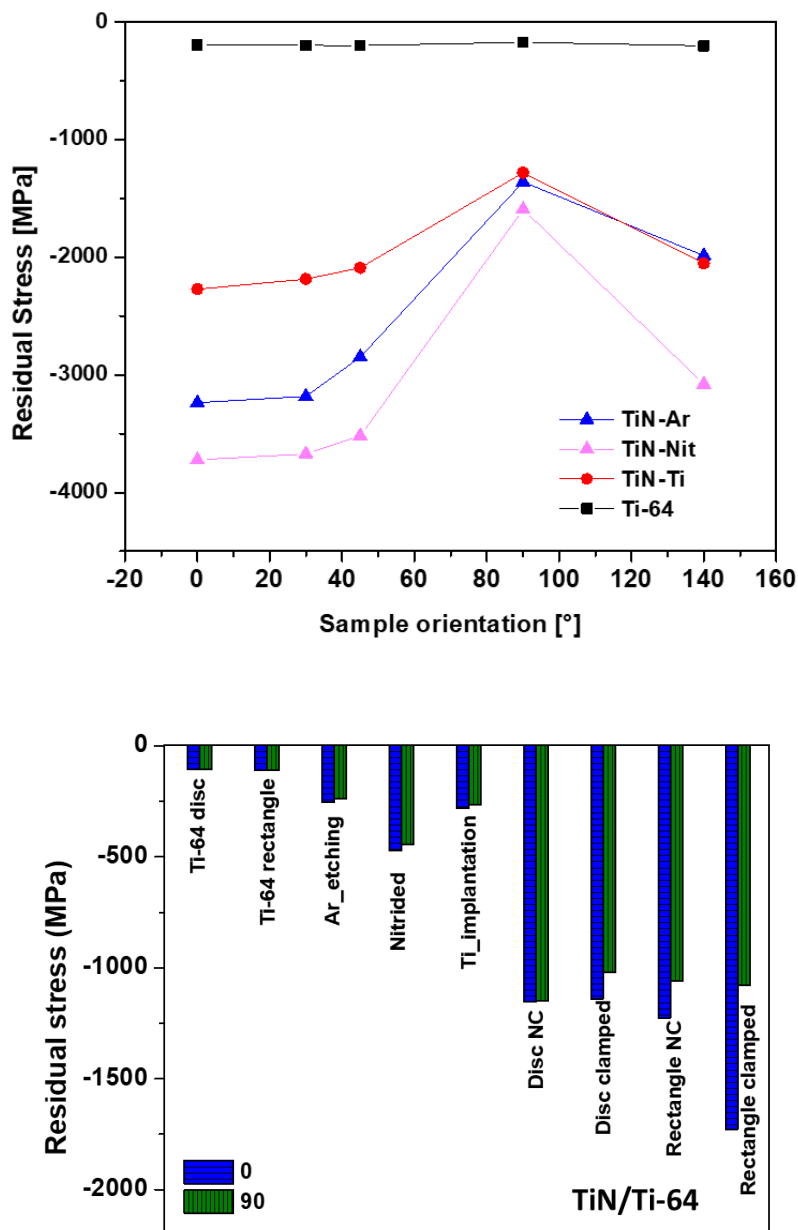 0
-1000
-2000
-3000
-4000
Residual Stress [MPa]
TiN-Ar
TiN-Nit
TiN-Ti
Ti-64
-20 0 20 40 60 80 100 120 140 160
Sample orientation [°]
0
-500
-1000
-1500
-2000
Residual stress (MPa)
Ti-64 disc
Ti-64 rectangle
Ar_etching
Nitrided
Ti_implantation
Disc NC
Disc clamped
Rectangle NC
Rectangle clamped
0
90
TiN/Ti-64